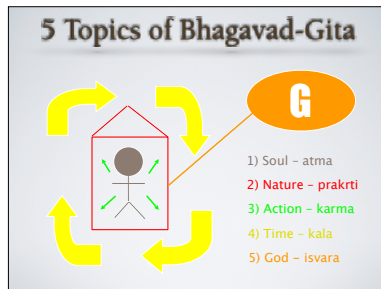 5 Topics of Bhagavad-Gita
G
1) Soul – atma
2) Nature – prakrti
3) Action – karma
4) Time – kala
5) God – isvara